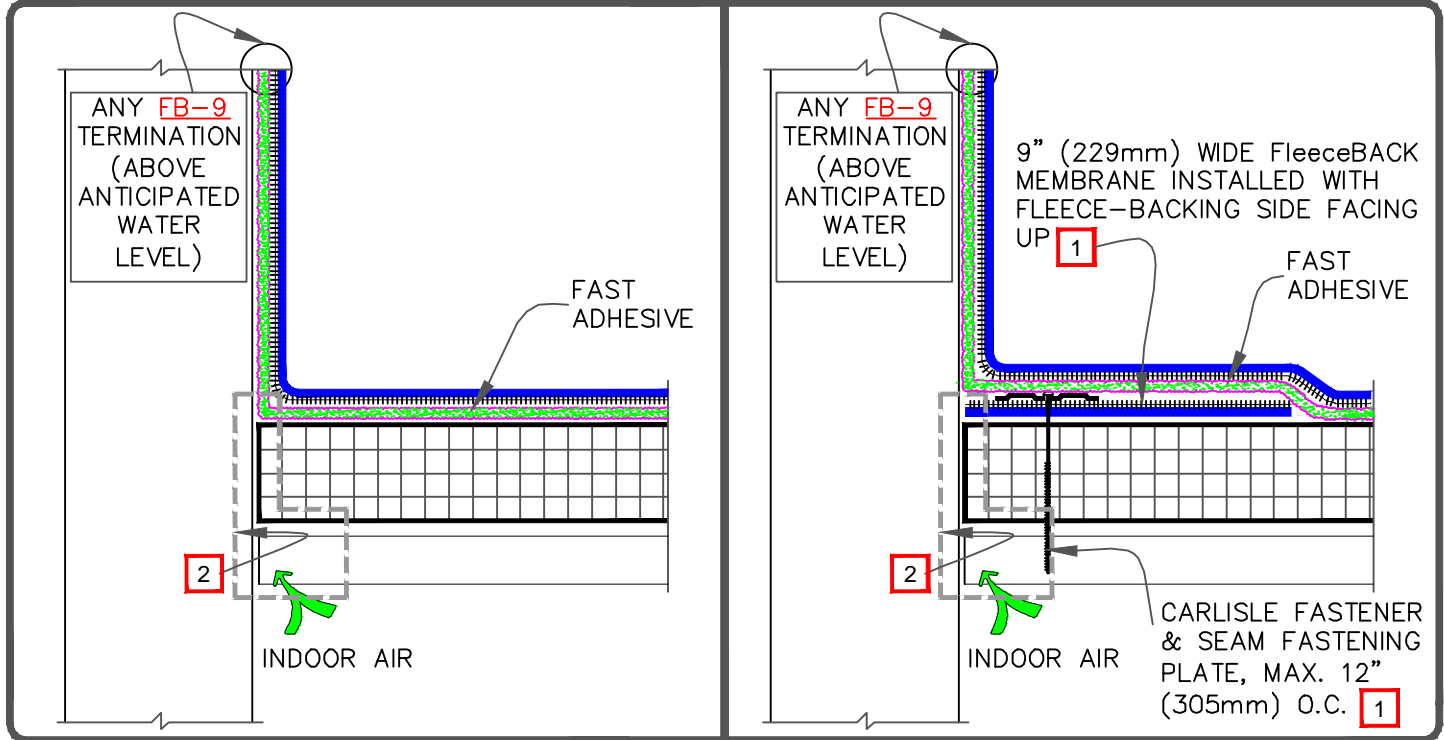 ANY FB-9
TERMINATION
(ABOVE
ANTICIPATED
WATER
LEVEL)
FAST
ADHESIVE
2
INDOOR AIR
ANY FB-9
TERMINATION
(ABOVE
ANTICIPATED
WATER
LEVEL)
9" (229mm) WIDE FleeceBACK
MEMBRANE INSTALLED WITH
FLEECE-BACKING SIDE FACING
UP 1
FAST
ADHESIVE
2
INDOOR AIR
CARLISLE FASTENER
& SEAM FASTENING
PLATE, MAX. 12"
(305mm) O.C. 1